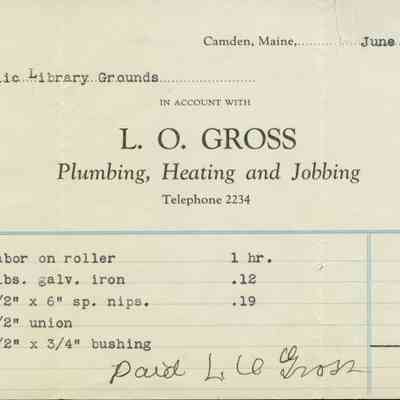 Camden, Maine, June
lic Library Grounds
IN ACCOUNT WITH
L. O. GROSS
Plumbing, Heating and Jobbing
Telephone 2234
abor on roller 1 hr.
lbs. galv. iron .12
/2" x 6" sp. nips. .19
/2" union
/2" x 3/4" bushing
Paid L O Gross